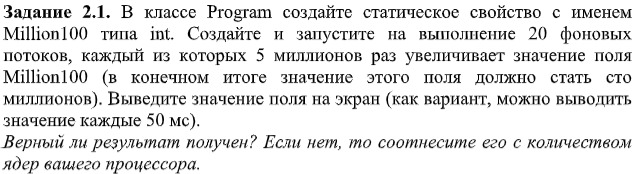 Задание 2.1. В классе Program создайте статическое свойство с именем
Million100 типа int. Создайте и запустите на выполнение 20 фоновых
потоков, каждый из которых 5 миллионов раз увеличивает значение поля
Million100 (в конечном итоге значение этого поля должно стать сто
миллионов). Выведите значение поля на экран (как вариант, можно выводить
значение каждые 50 мс).
Верный ли результат получен? Если нет, то соотнесите его с количеством
ядер вашего процессора.